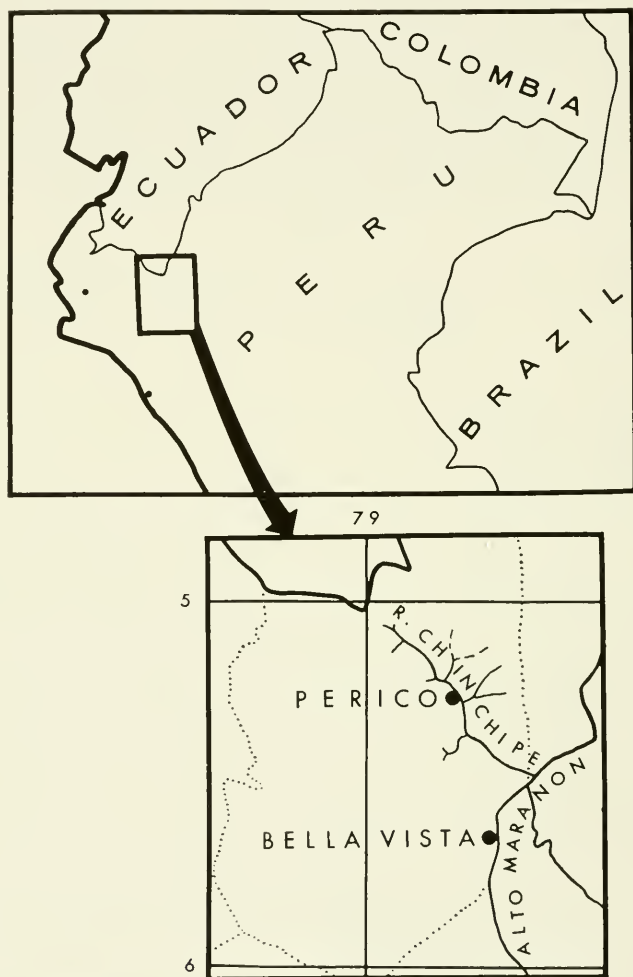 COLOMBIA
ECUADOR
PERU
BRAZIL
79
5
R. CHINCHIPE
PERICO
BELLA VISTA
ALTO MARANON
6